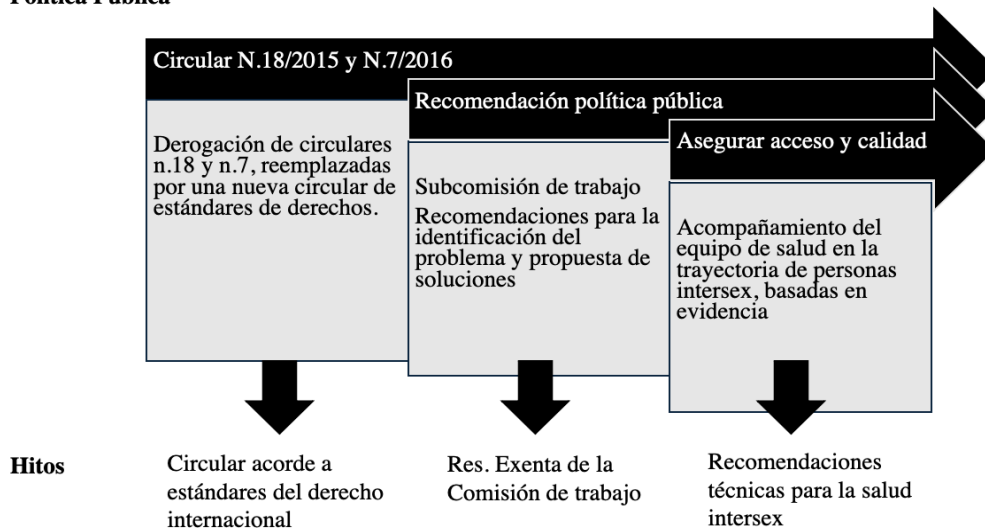 Política Pública
Circular N.18/2015 y N.7/2016
Derogación de circulares
n.18 y n.7, reemplazadas
por una nueva circular de
estándares de derechos.
Recomendación política pública
Subcomisión de trabajo
Recomendaciones para la
identificación del
problema y propuesta de
soluciones
Asegurar acceso y calidad
Acompañamiento del
equipo de salud en la
trayectoria de personas
intersex, basadas en
evidencia
Hitos
Circular acorde a
estándares del derecho
internacional
Res. Exenta de la
Comisión de trabajo
Recomendaciones
técnicas para la salud
intersex